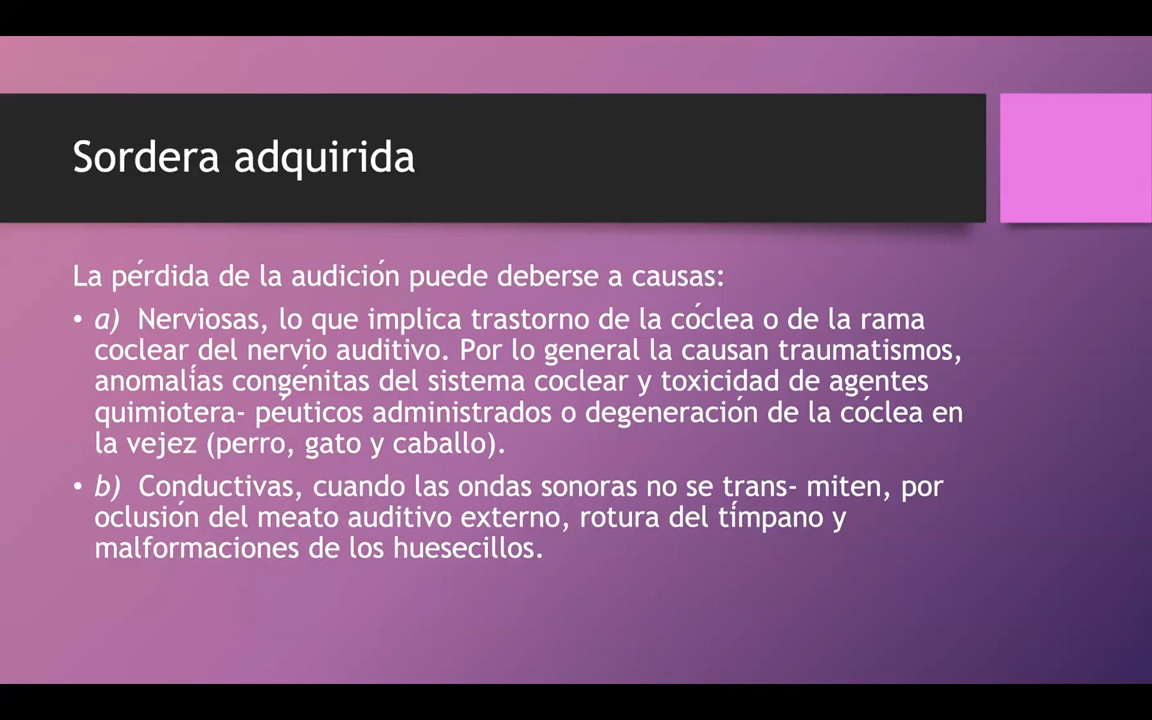 Sordera adquirida
La pérdida de la audición puede deberse a causas:
• a) Nerviosas, lo que implica trastorno de la cóclea o de la rama
coclear del nervio auditivo. Por lo general la causan traumatismos,
anomalías congénitas del sistema coclear y toxicidad de agentes
quimiotera- péuticos administrados o degeneración de la cóclea en
la vejez (perro, gato y caballo).
• b) Conductivas, cuando las ondas sonoras no se trans- miten, por
oclusión del meato auditivo externo, rotura del tímpano y
malformaciones de los huesecillos.